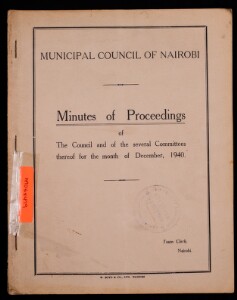 MUNICIPAL COUNCIL OF NAIROBI
Minutes of Proceedings
of
The Council and of the several Committees
thereof for the month of December, 1940.
Town Clerk
Nairobi